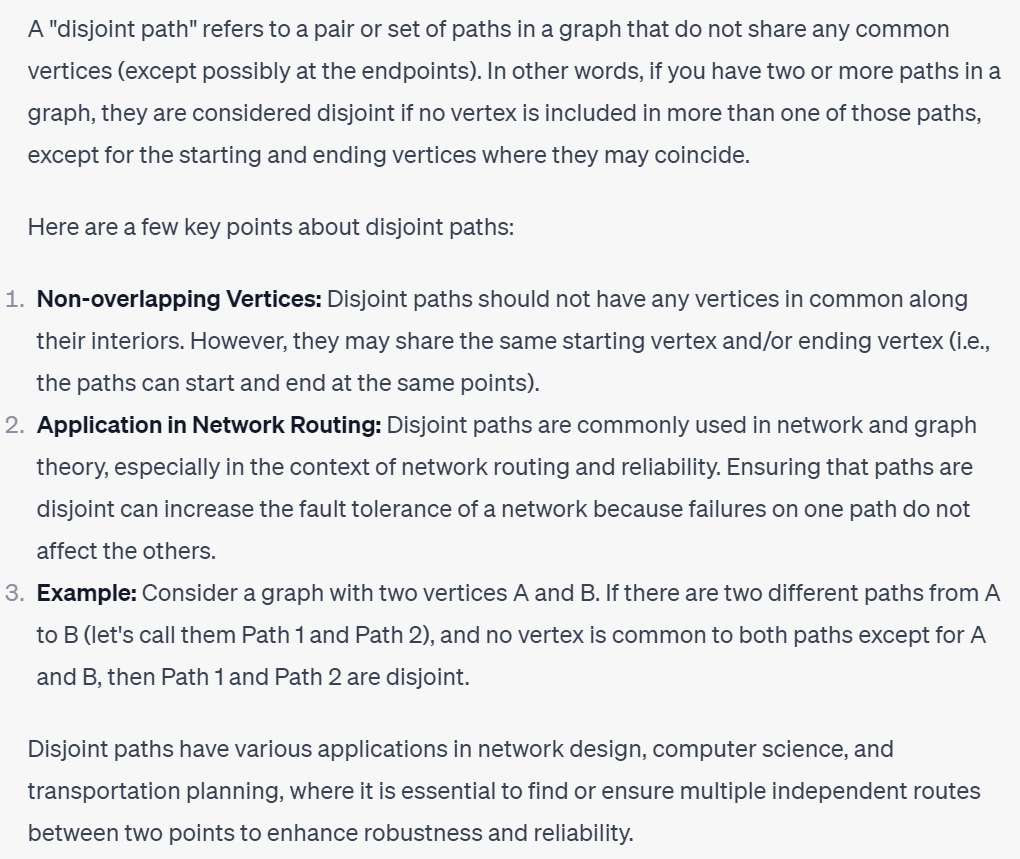 A "disjoint path" refers to a pair or set of paths in a graph that do not share any common
vertices (except possibly at the endpoints). In other words, if you have two or more paths in a
graph, they are considered disjoint if no vertex is included in more than one of those paths,
except for the starting and ending vertices where they may coincide.
Here are a few key points about disjoint paths:
1. Non-overlapping Vertices: Disjoint paths should not have any vertices in common along
their interiors. However, they may share the same starting vertex and/or ending vertex (i.e.,
the paths can start and end at the same points).
2. Application in Network Routing: Disjoint paths are commonly used in network and graph
theory, especially in the context of network routing and reliability. Ensuring that paths are
disjoint can increase the fault tolerance of a network because failures on one path do not
affect the others.
3. Example: Consider a graph with two vertices A and B. If there are two different paths from A
to B (let's call them Path 1 and Path 2), and no vertex is common to both paths except for A
and B, then Path 1 and Path 2 are disjoint.
Disjoint paths have various applications in network design, computer science, and
transportation planning, where it is essential to find or ensure multiple independent routes
between two points to enhance robustness and reliability.